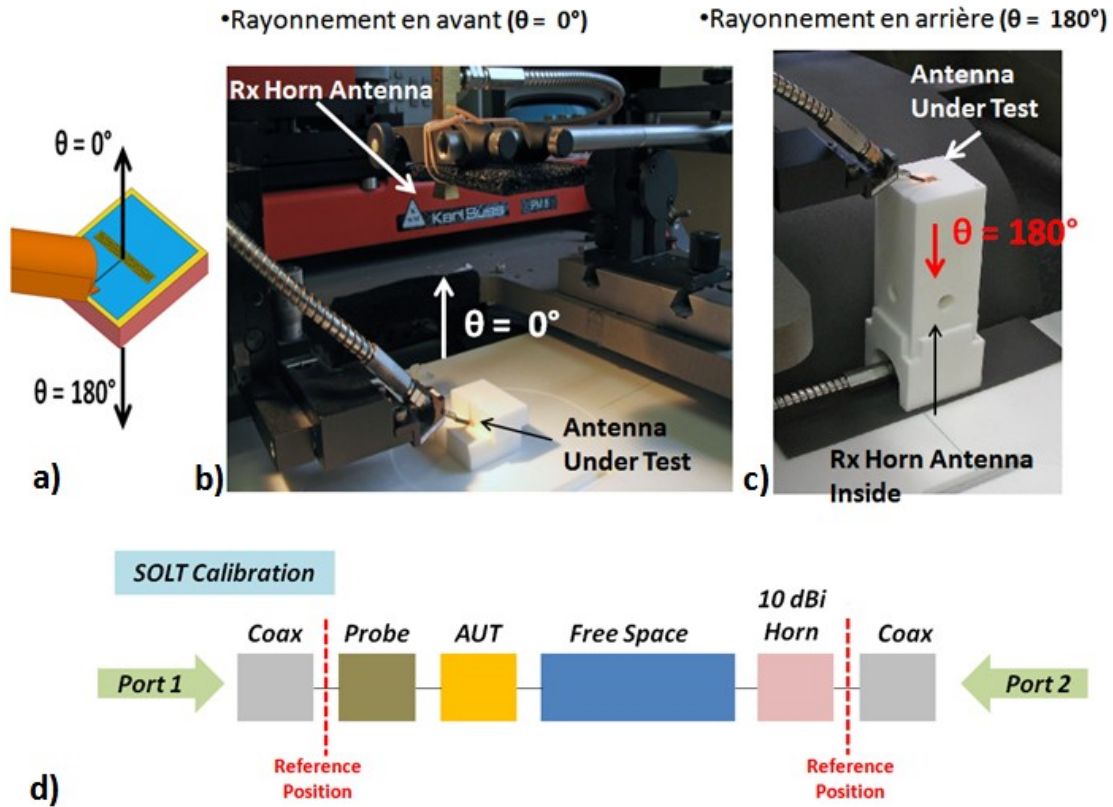 •Rayonnement en avant (θ = 0°)
•Rayonnement en arrière (θ = 180°)
θ = 0°
θ = 180°
a)
Rx Horn Antenna
Karl Süss
PM 5
θ = 0°
Antenna
Under Test
b)
Antenna
Under Test
θ = 180°
Rx Horn Antenna
Inside
c)
SOLT Calibration
Coax
Probe
AUT
Free Space
10 dBi
Horn
Coax
Port 1
Port 2
Reference
Position
Reference
Position
d)